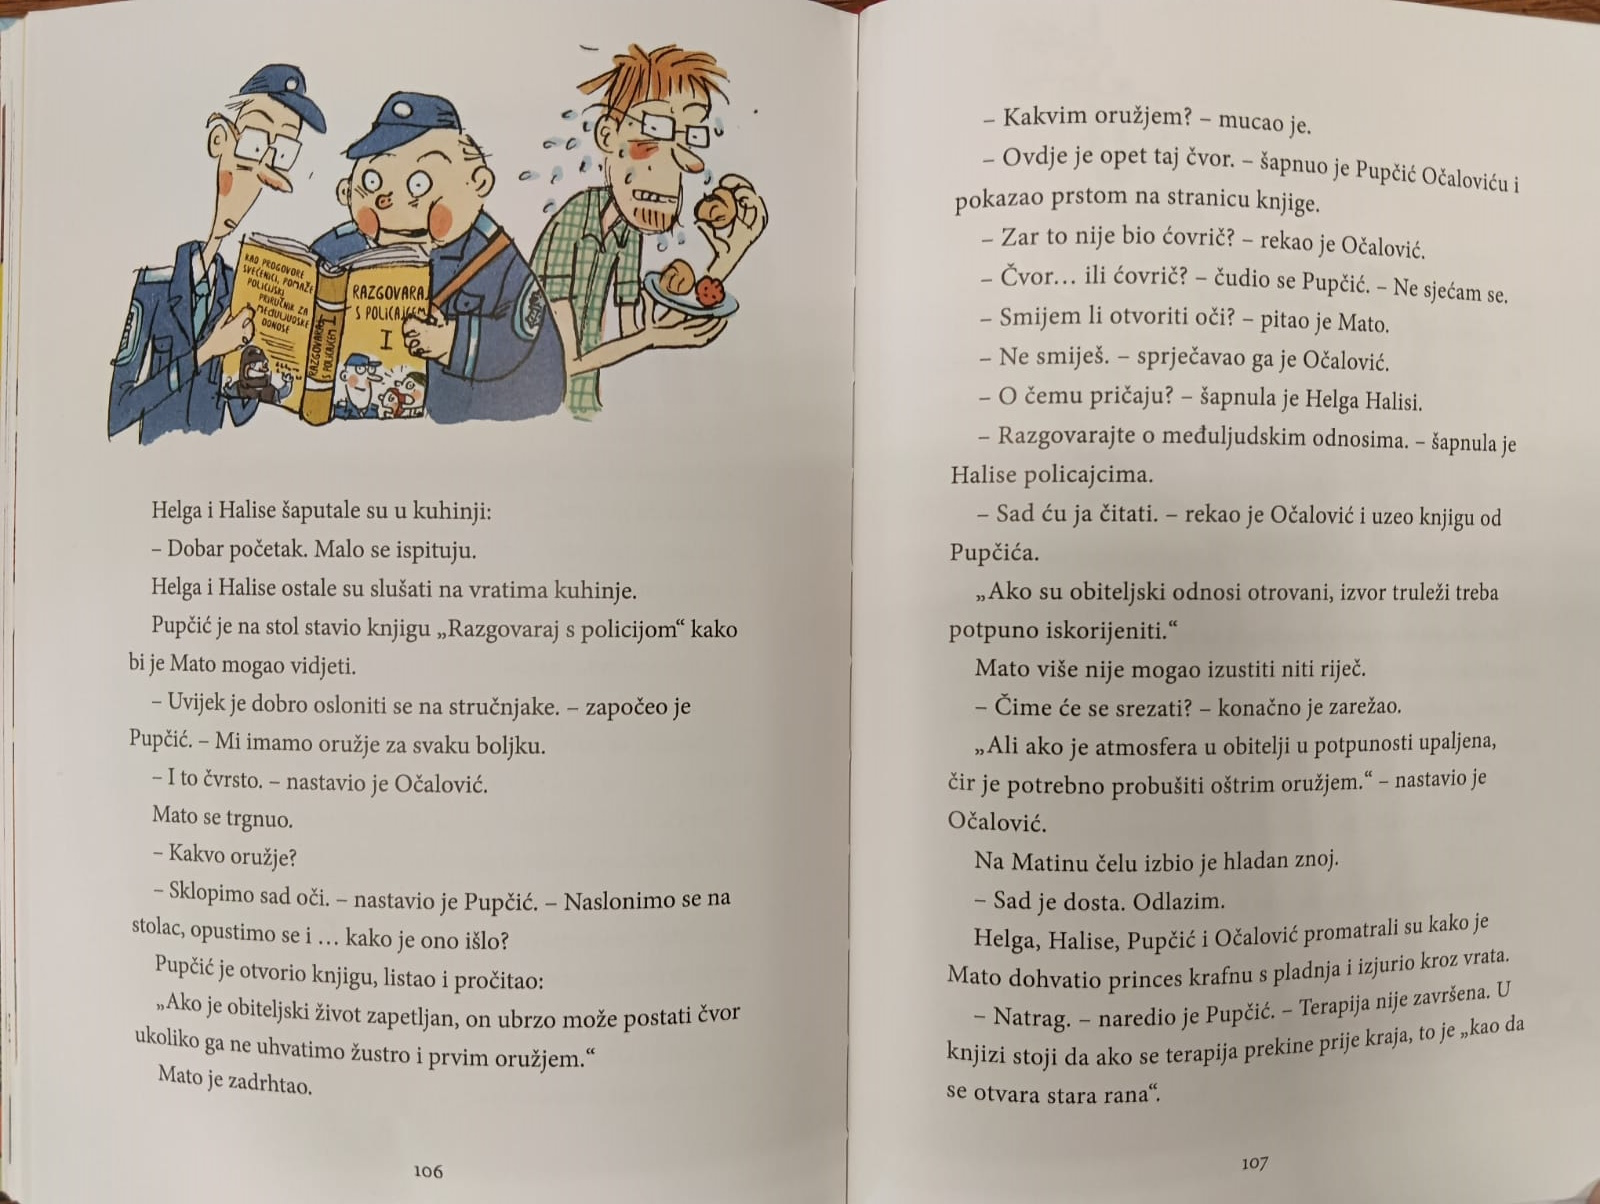 KAD PROGOVORE
SVEĆENICI, POMAŽE
POLICIJSKI
PRIRUČNIK ZA
MEĐULJUDSKE
ODNOSE
RAZGOVARAJ
S POLICAJCEM I
RAZGOVARAJ
S POLICAJCEM
I
Helga i Halise šaputale su u kuhinji:
– Dobar početak. Malo se ispituju.
Helga i Halise ostale su slušati na vratima kuhinje.
Pupčić je na stol stavio knjigu „Razgovaraj s policijom“ kako
bi je Mato mogao vidjeti.
– Uvijek je dobro osloniti se na stručnjake. – započeo je
Pupčić. – Mi imamo oružje za svaku boljku.
– I to čvrsto. – nastavio je Očalović.
Mato se trgnuo.
– Kakvo oružje?
– Sklopimo sad oči. – nastavio je Pupčić. – Naslonimo se na
stolac, opustimo se i … kako je ono išlo?
Pupčić je otvorio knjigu, listao i pročitao:
„Ako je obiteljski život zapetljan, on ubrzo može postati čvor
ukoliko ga ne uhvatimo žustro i prvim oružjem.“
Mato je zadrhtao.
106
– Kakvim oružjem? – mucao je.
– Ovdje je opet taj čvor. – šapnuo je Pupčić Očaloviću i
pokazao prstom na stranicu knjige.
– Zar to nije bio ćovrič? – rekao je Očalović.
– Čvor… ili ćovrič? – čudio se Pupčić. – Ne sjećam se.
– Smijem li otvoriti oči? – pitao je Mato.
– Ne smiješ. – sprječavao ga je Očalović.
– O čemu pričaju? – šapnula je Helga Halisi.
– Razgovarajte o međuljudskim odnosima. – šapnula je
Halise policajcima.
– Sad ću ja čitati. – rekao je Očalović i uzeo knjigu od
Pupčića.
„Ako su obiteljski odnosi otrovani, izvor truleži treba
potpuno iskorijeniti.“
Mato više nije mogao izustiti niti riječ.
– Čime će se srezati? – konačno je zarežao.
„Ali ako je atmosfera u obitelji u potpunosti upaljena,
čir je potrebno probušiti oštrim oružjem.“ – nastavio je
Očalović.
Na Matinu čelu izbio je hladan znoj.
– Sad je dosta. Odlazim.
Helga, Halise, Pupčić i Očalović promatrali su kako je
Mato dohvatio princes krafnu s pladnja i izjurio kroz vrata.
– Natrag. – naredio je Pupčić. – Terapija nije završena. U
knjizi stoji da ako se terapija prekine prije kraja, to je „kao da
se otvara stara rana“.
107